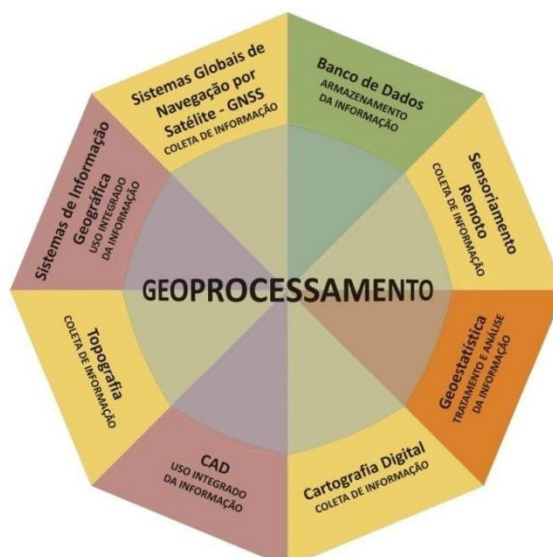 Sistemas Globais de
Navegação por
Satélite - GNSS
COLETA DE INFORMAÇÃO
Banco de Dados
ARMAZENAMENTO
DA INFORMAÇÃO
Sensoriamento
Remoto
COLETA DE INFORMAÇÃO
Geoestatística
TRATAMENTO E ANÁLISE
DA INFORMAÇÃO
Cartografia Digital
COLETA DE INFORMAÇÃO
CAD
USO INTEGRADO
DA INFORMAÇÃO
Topografia
COLETA DE INFORMAÇÃO
Sistemas de Informação
Geográfica
USO INTEGRADO
DA INFORMAÇÃO
GEOPROCESSAMENTO